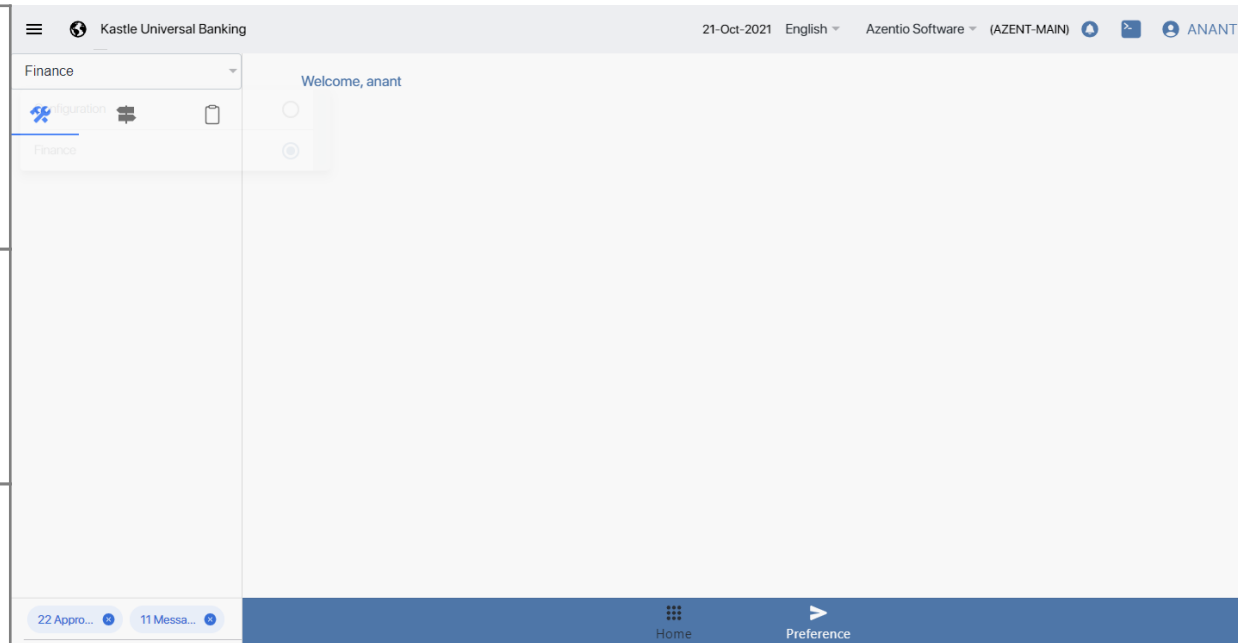 Kastle Universal Banking 21-Oct-2021 English Azentio Software (AZENT-MAIN) ANANT
Finance
Welcome, anant
figuration
Finance
22 Appro... 11 Messa...
Home Preference